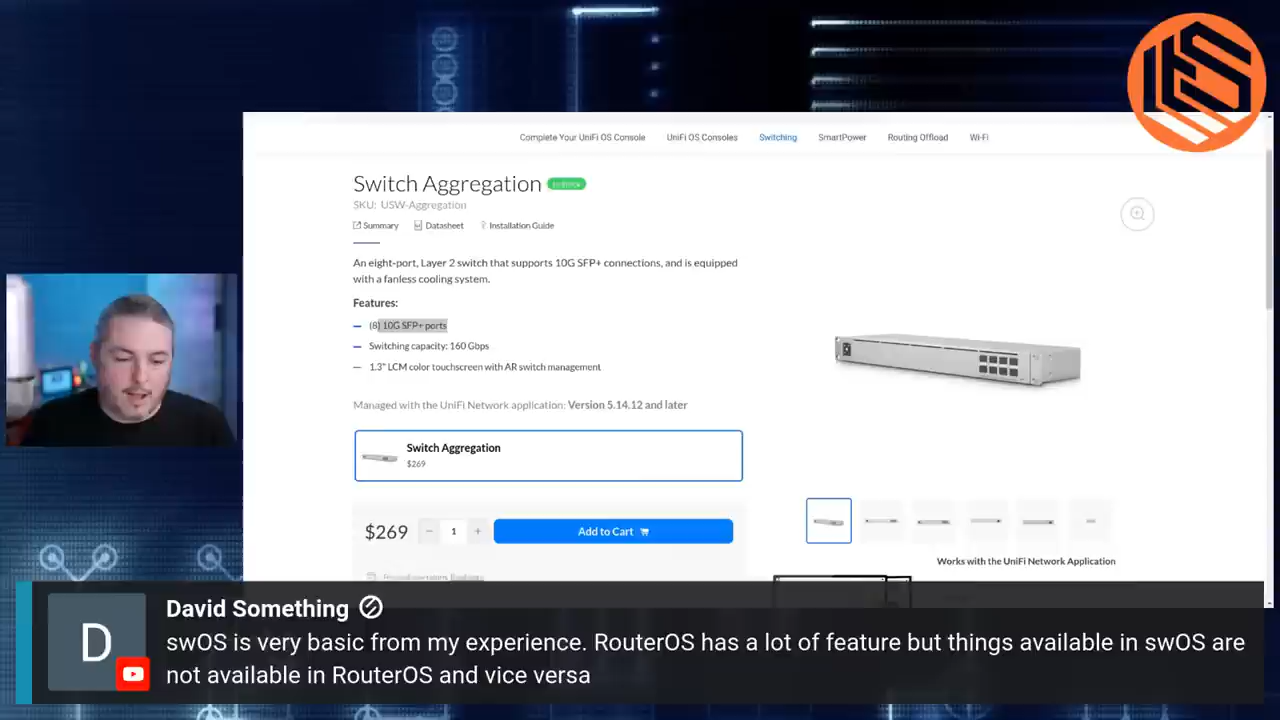 Complete Your UniFi OS Console UniFi OS Consoles Switching SmartPower Routing Offload Wi-Fi
Switch Aggregation
SKU: USW-Aggregation
Summary Datasheet Installation Guide
An eight-port, Layer 2 switch that supports 10G SFP+ connections, and is equipped
with a fanless cooling system.
Features:
(8) 10G SFP+ ports
Switching capacity: 160 Gbps
1.3" LCM color touchscreen with AR switch management
Managed with the UniFi Network application: Version 5.14.12 and later
Switch Aggregation
$269
$269 − 1 + Add to Cart
Works with the UniFi Network Application
D
David Something
swOS is very basic from my experience. RouterOS has a lot of feature but things available in swOS are
not available in RouterOS and vice versa